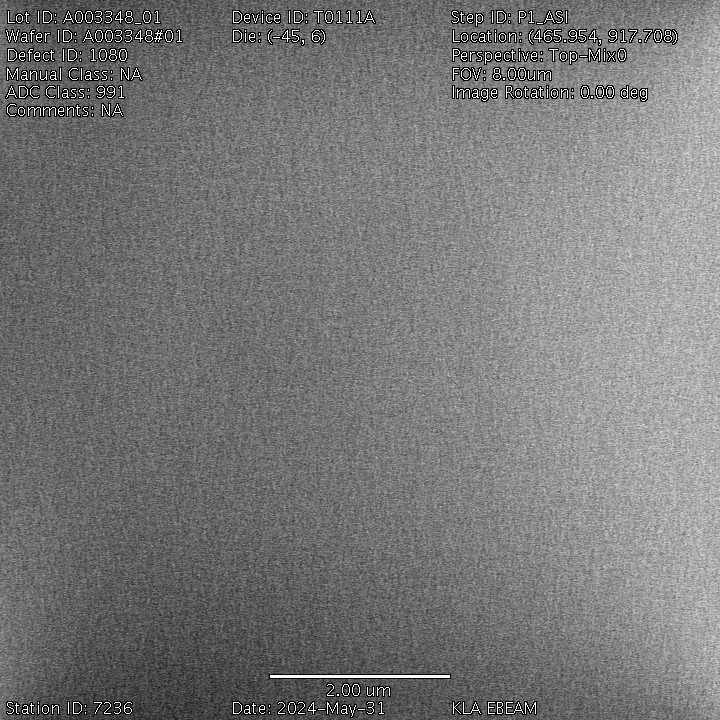 Lot ID: A003348_01 Device ID: T0111A Step ID: P1_ASI
Wafer ID: A003348#01 Die: (-45, 6) Location: (465.954, 917.708)
Defect ID: 1080 Perspective: Top-Mix0
Manual Class: NA FOV: 8.00um
ADC Class: 991 Image Rotation: 0.00 deg
Comments: NA
2.00 um
Station ID: 7236 Date: 2024-May-31 KLA EBEAM